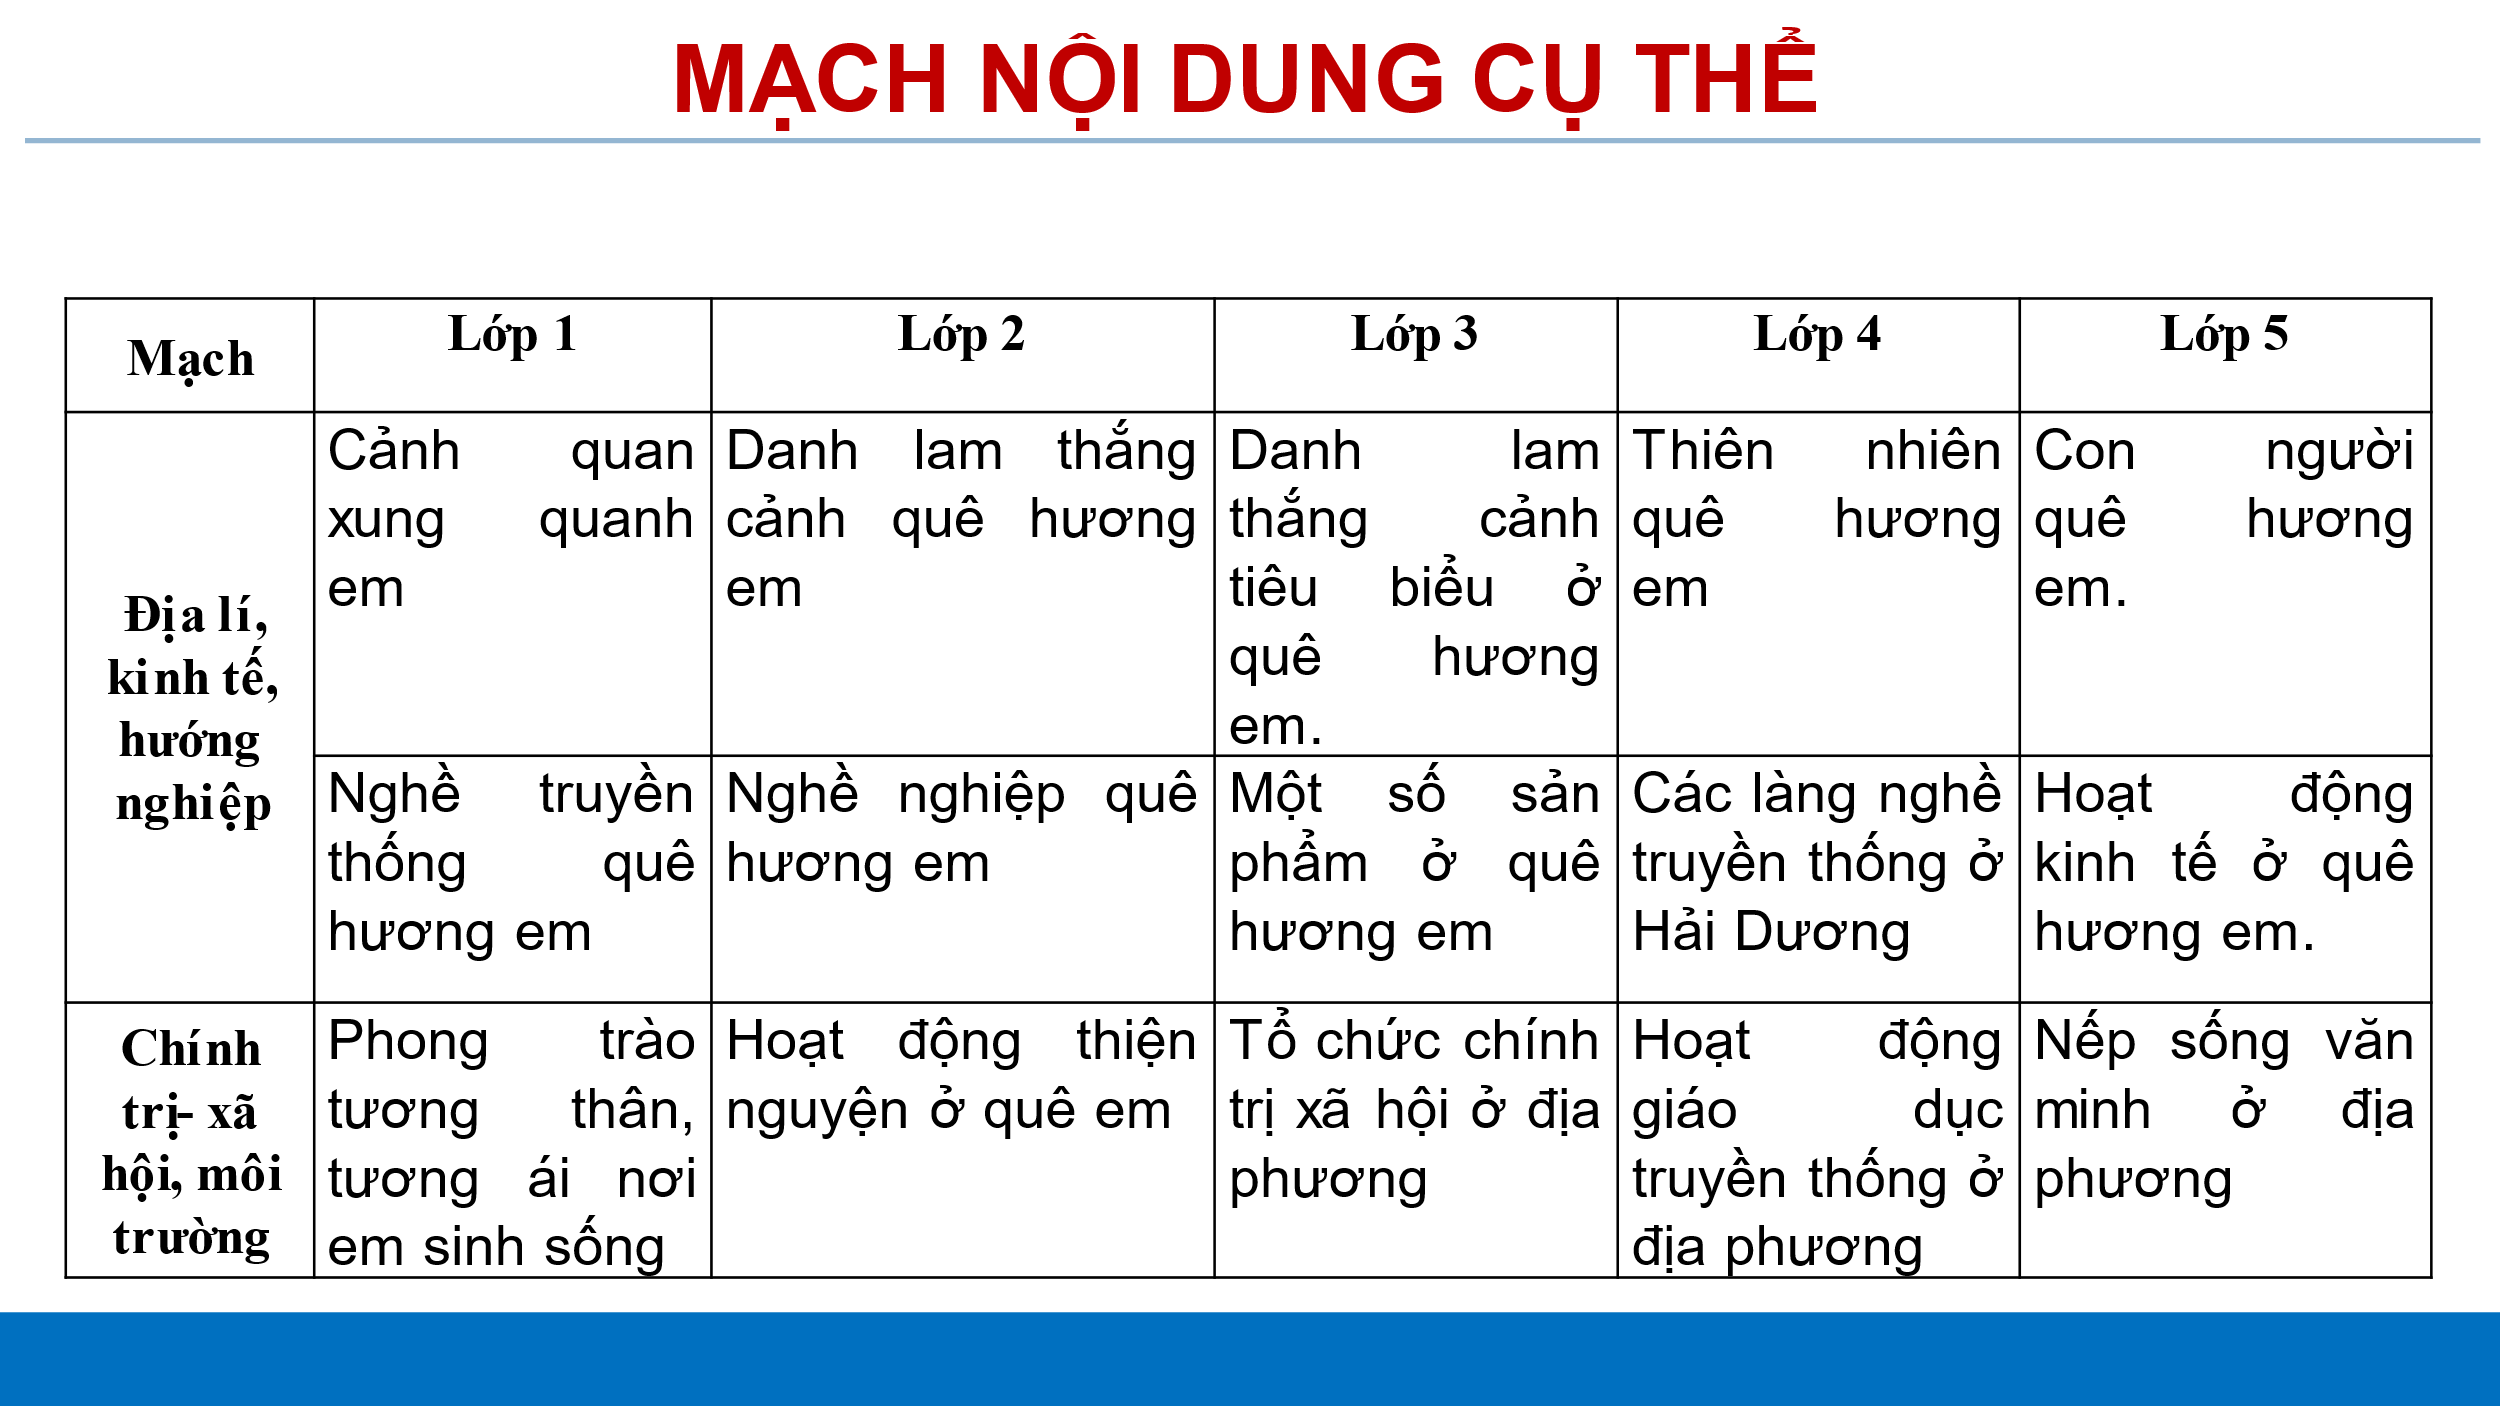 MẠCH NỘI DUNG CỤ THỂ
Mạch
Lớp 1
Lớp 2
Lớp 3
Lớp 4
Lớp 5
Địa lí,
kinh tế,
hướng
nghiệp
Cảnh quan
xung quanh
em
Danh lam thắng
cảnh quê hương
em
Danh lam
thắng cảnh
tiêu biểu ở
quê hương
em.
Thiên nhiên
quê hương
em
Con người
quê hương
em.
Nghề truyền
thống quê
hương em
Nghề nghiệp quê
hương em
Một số sản
phẩm ở quê
hương em
Các làng nghề
truyền thống ở
Hải Dương
Hoạt động
kinh tế ở quê
hương em.
Chính
trị- xã
hội, môi
trường
Phong trào
tương thân,
tương ái nơi
em sinh sống
Hoạt động thiện
nguyện ở quê em
Tổ chức chính
trị xã hội ở địa
phương
Hoạt động
giáo dục
truyền thống ở
địa phương
Nếp sống văn
minh ở địa
phương